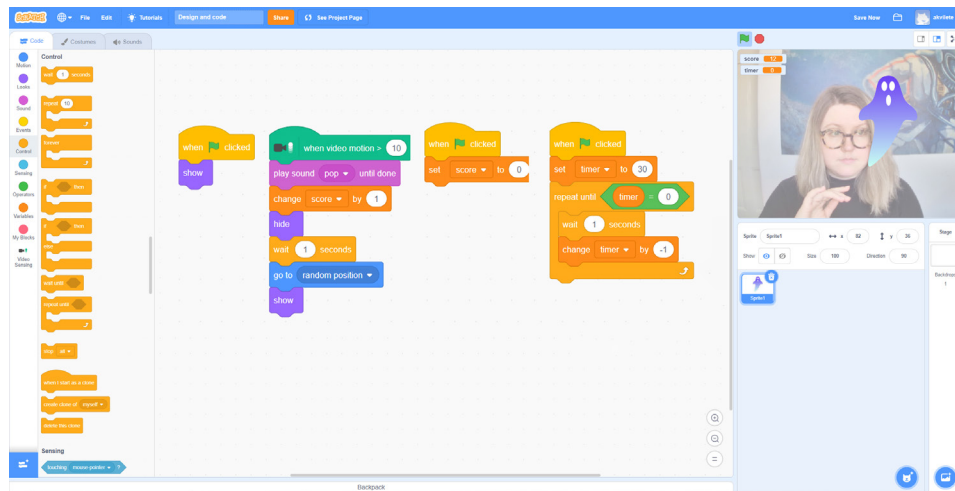 SCRATCH File Edit Tutorials Design and code Share See Project Page Save Now akvilete
Code Costumes Sounds
Motion
Looks
Sound
Events
Control
Sensing
Operators
Variables
My Blocks
Video
Sensing
Control
wait 1 seconds
repeat 10
forever
if then
if then
else
wait until
repeat until
stop all
when I start as a clone
create clone of myself
delete this clone
Sensing
touching mouse-pointer ?
when clicked
show
when video motion > 10
play sound pop until done
change score by 1
hide
wait 1 seconds
go to random position
show
when clicked
set score to 0
when clicked
set timer to 30
repeat until timer = 0
wait 1 seconds
change timer by -1
Backpack
score 12
timer 0
Sprite Sprite1 x 92 y 36
Show Size 100 Direction 90
Sprite1
Stage
1